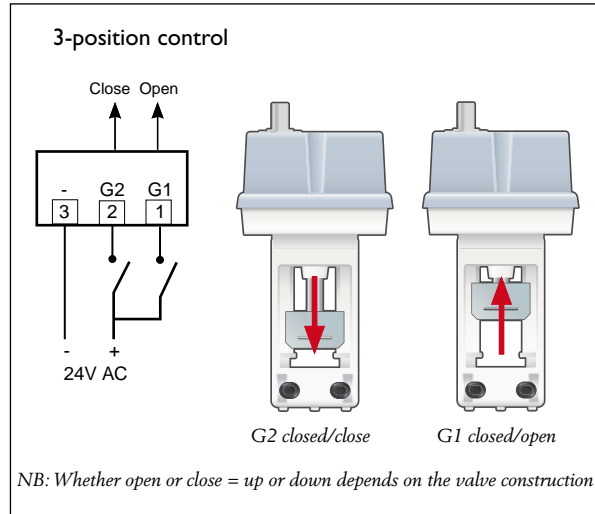 3-position control
Close Open
- G2 G1
3 2 1
- +
24V AC
G2 closed/close G1 closed/open
NB: Whether open or close = up or down depends on the valve construction